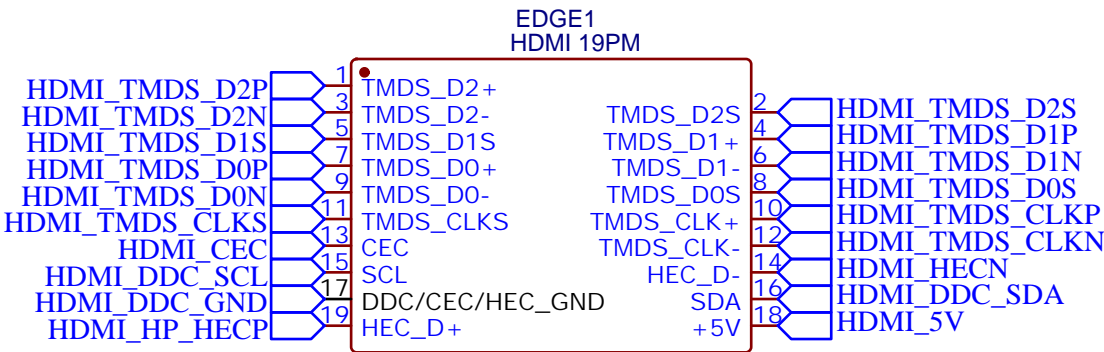 EDGE1
HDMI 19PM
HDMI_TMDS_D2P 1 TMDS_D2+
HDMI_TMDS_D2N 3 TMDS_D2-
HDMI_TMDS_D1S 5 TMDS_D1S
HDMI_TMDS_D0P 7 TMDS_D0+
HDMI_TMDS_D0N 9 TMDS_D0-
HDMI_TMDS_CLKS 11 TMDS_CLKS
HDMI_CEC 13 CEC
HDMI_DDC_SCL 15 SCL
HDMI_DDC_GND 17 DDC/CEC/HEC_GND
HDMI_HP_HECP 19 HEC_D+
TMDS_D2S 2 HDMI_TMDS_D2S
TMDS_D1+ 4 HDMI_TMDS_D1P
TMDS_D1- 6 HDMI_TMDS_D1N
TMDS_D0S 8 HDMI_TMDS_D0S
TMDS_CLK+ 10 HDMI_TMDS_CLKP
TMDS_CLK- 12 HDMI_TMDS_CLKN
HEC_D- 14 HDMI_HECN
SDA 16 HDMI_DDC_SDA
+5V 18 HDMI_5V